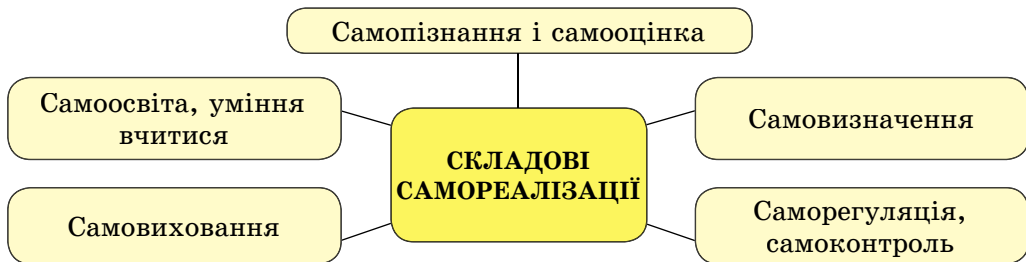 Самопізнання і самооцінка
Самоосвіта, уміння
вчитися
Самовизначення
СКЛАДОВІ
САМОРЕАЛІЗАЦІЇ
Самовиховання
Саморегуляція,
самоконтроль